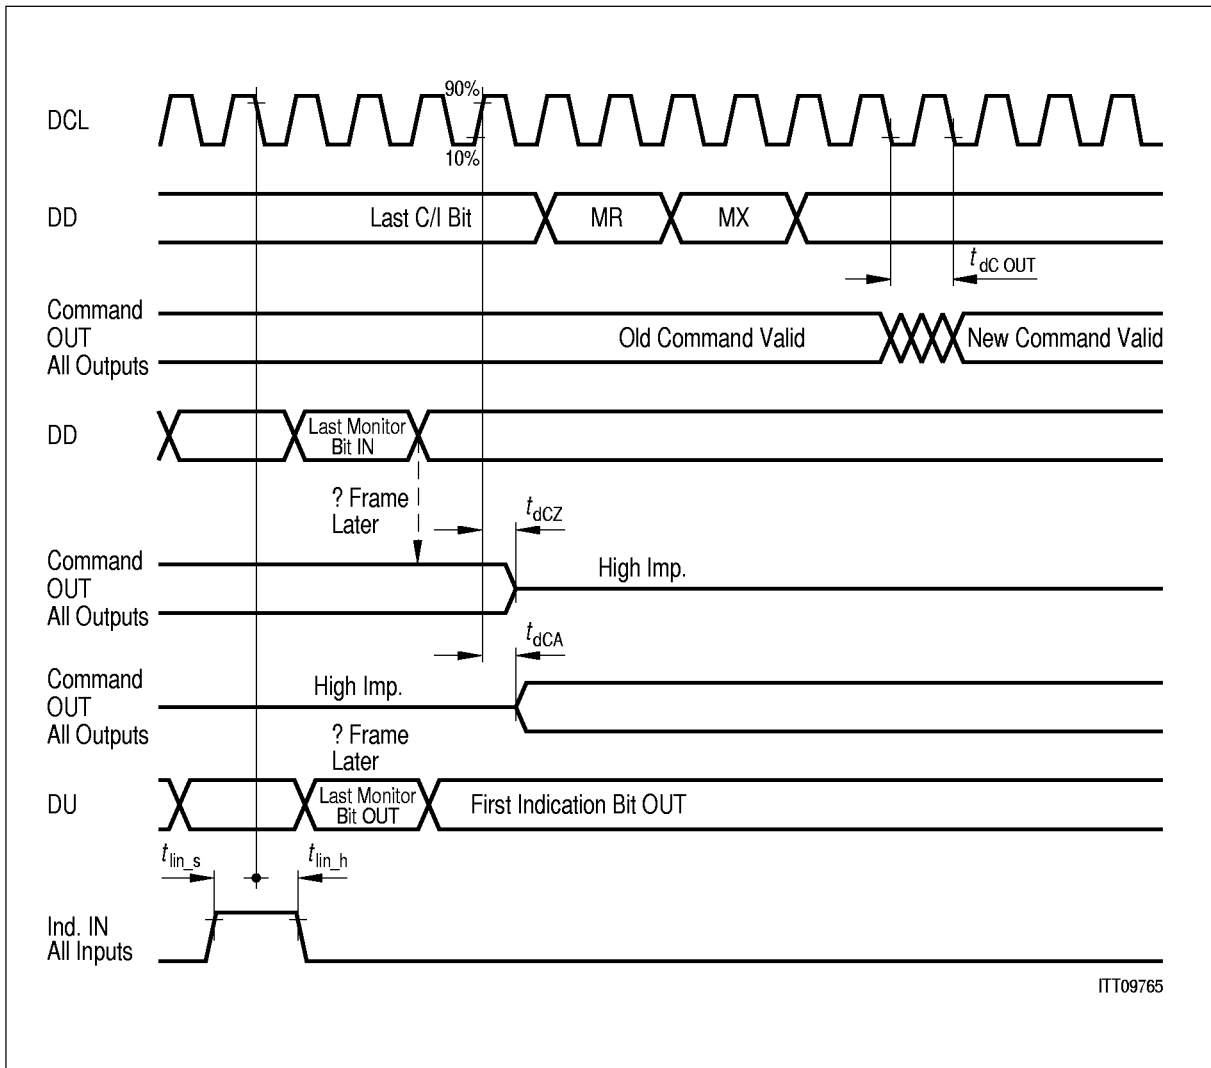 90%
DCL
10%
DD
Last C/I Bit
MR
MX
t dC OUT
Command
OUT
All Outputs
Old Command Valid
New Command Valid
DD
Last Monitor
Bit IN
? Frame
Later
t dCZ
Command
OUT
All Outputs
High Imp.
t dCA
Command
OUT
All Outputs
High Imp.
? Frame
Later
DU
Last Monitor
Bit OUT
First Indication Bit OUT
t lin_s
t lin_h
Ind. IN
All Inputs
ITT09765